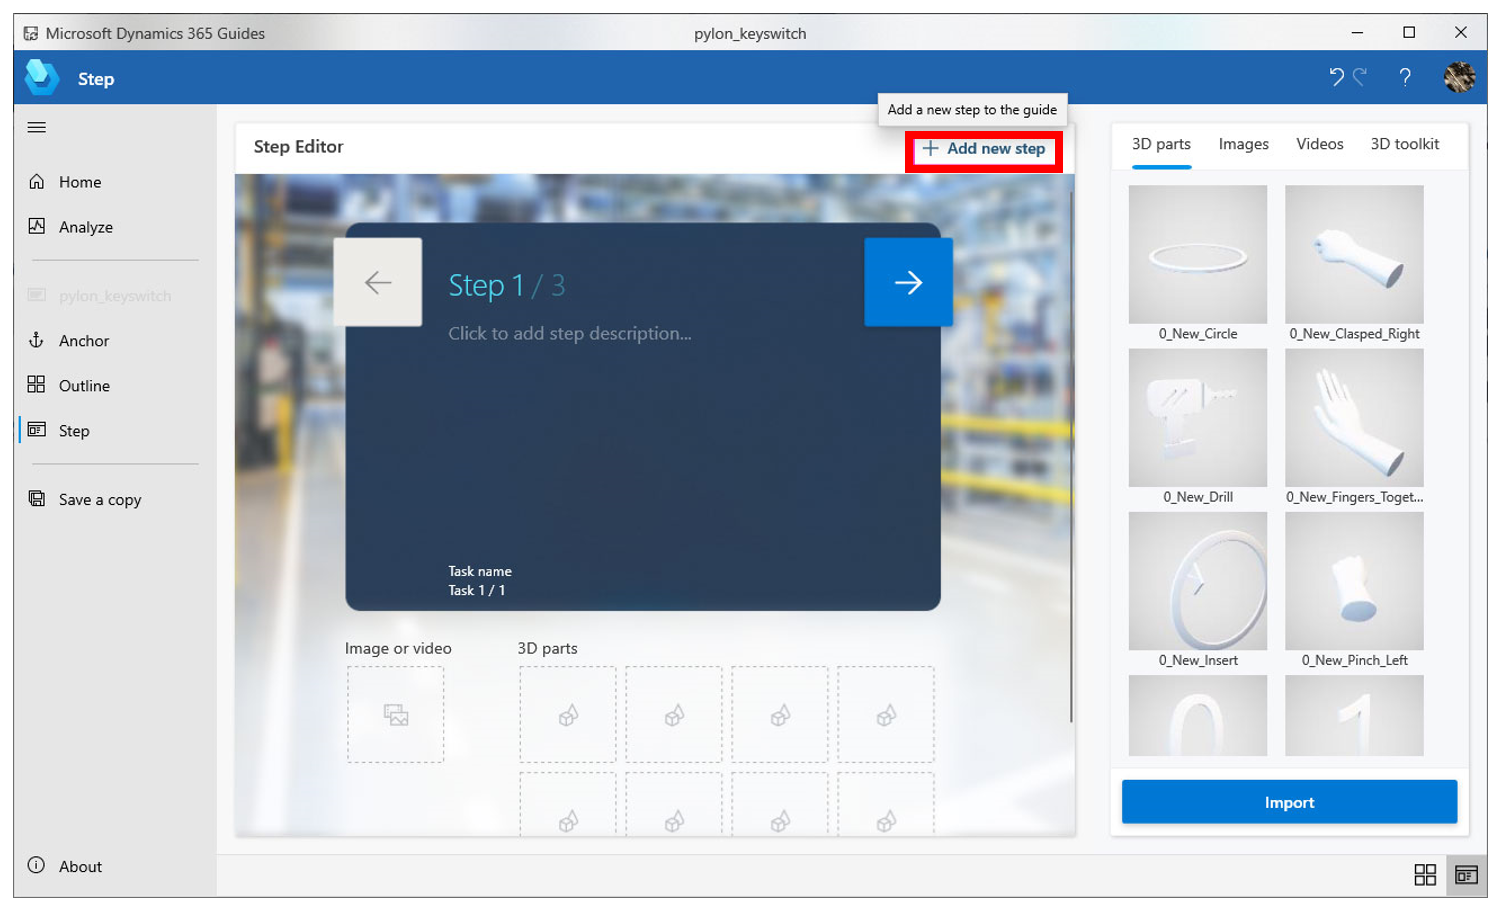 Microsoft Dynamics 365 Guides
pylon_keyswitch
Step
Add a new step to the guide
Step Editor
Add new step
3D parts
Images
Videos
3D toolkit
Home
Analyze
pylon_keyswitch
Anchor
Outline
Step
Save a copy
About
Step 1 / 3
Click to add step description...
Task name
Task 1 / 1
Image or video
3D parts
0_New_Circle
0_New_Clasped_Right
0_New_Drill
0_New_Fingers_Toget...
0_New_Insert
0_New_Pinch_Left
0
1
Import